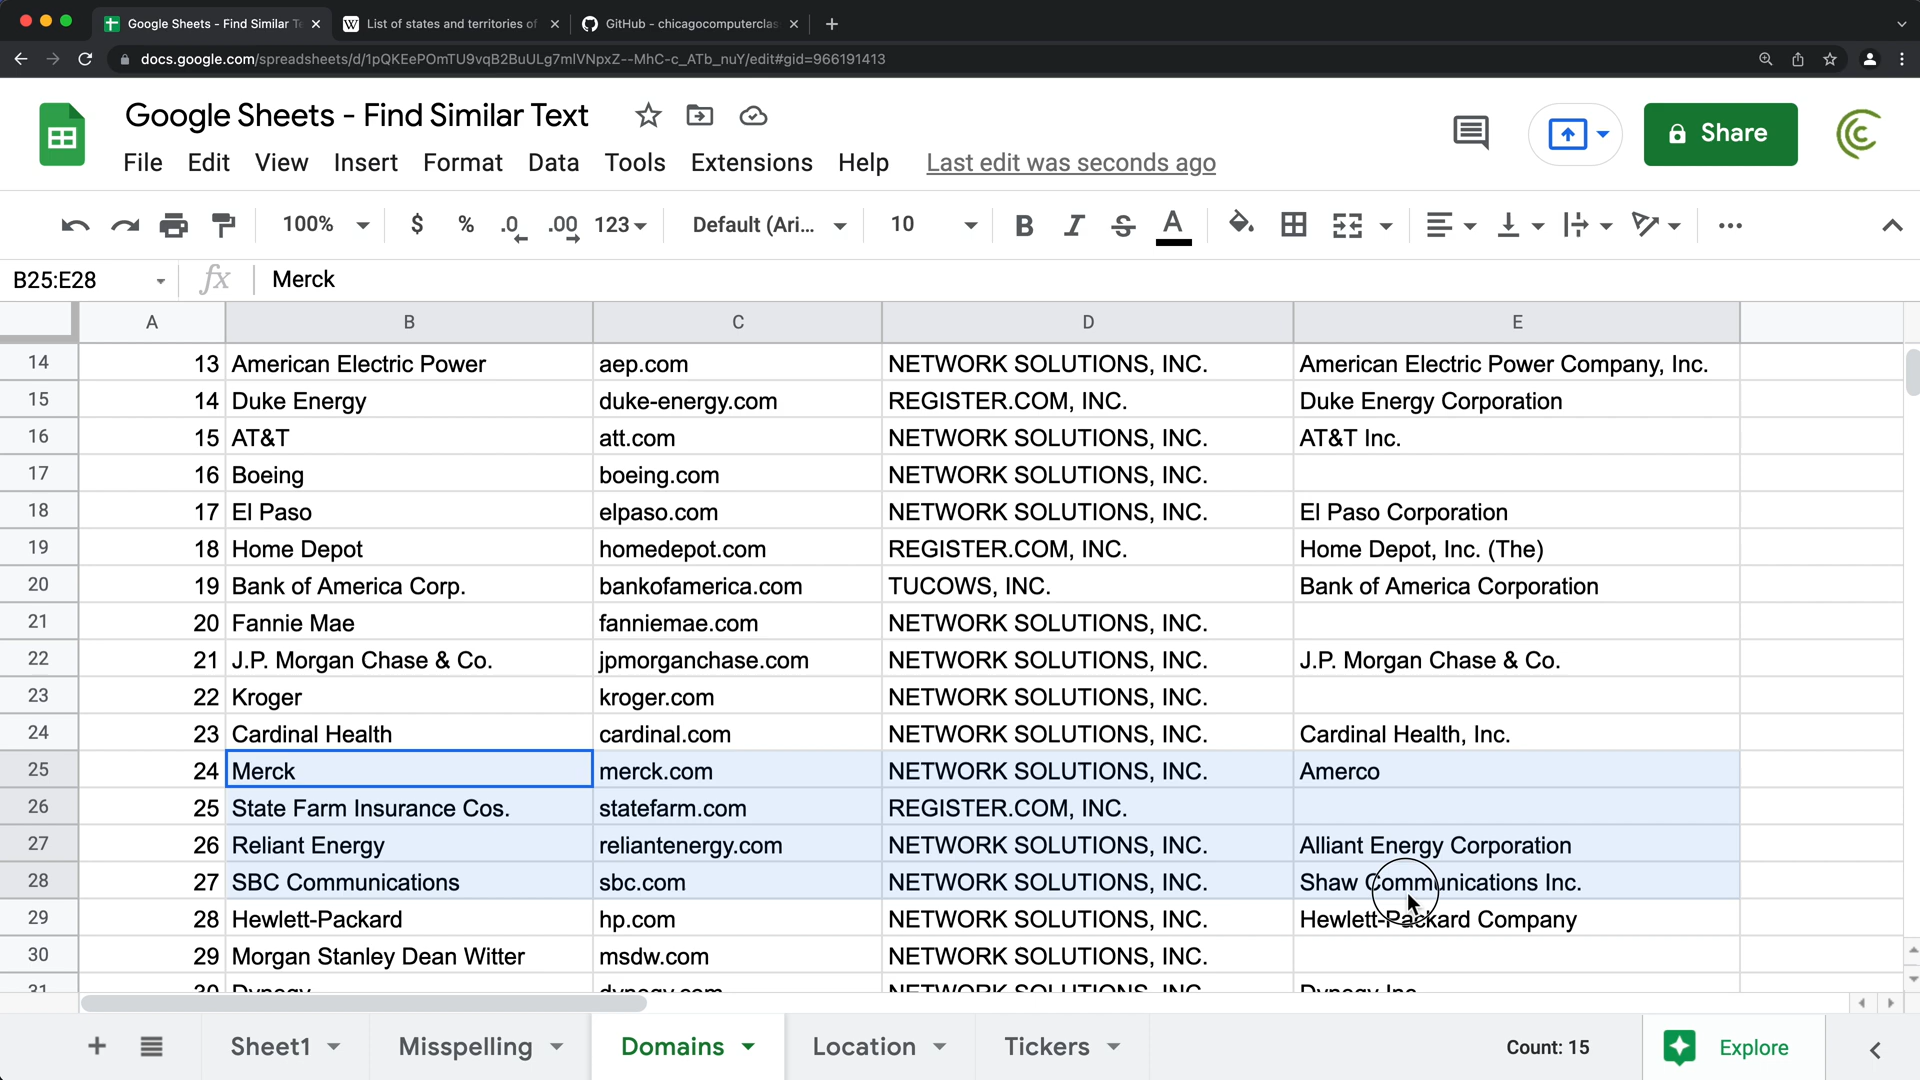 Google Sheets - Find Similar Te
List of states and territories of
GitHub - chicagocomputerclas
docs.google.com/spreadsheets/d/1pQKEePOmTU9vqB2BuULg7mlVNpxZ--MhC-c_ATb_nuY/edit#gid=966191413
Google Sheets - Find Similar Text
File Edit View Insert Format Data Tools Extensions Help Last edit was seconds ago
Share
100% $ % .0 .00 123 Default (Ari... 10 B I S A
B25:E28 fx Merck
A B C D E
14 13 American Electric Power aep.com NETWORK SOLUTIONS, INC. American Electric Power Company, Inc.
15 14 Duke Energy duke-energy.com REGISTER.COM, INC. Duke Energy Corporation
16 15 AT&T att.com NETWORK SOLUTIONS, INC. AT&T Inc.
17 16 Boeing boeing.com NETWORK SOLUTIONS, INC.
18 17 El Paso elpaso.com NETWORK SOLUTIONS, INC. El Paso Corporation
19 18 Home Depot homedepot.com REGISTER.COM, INC. Home Depot, Inc. (The)
20 19 Bank of America Corp. bankofamerica.com TUCOWS, INC. Bank of America Corporation
21 20 Fannie Mae fanniemae.com NETWORK SOLUTIONS, INC.
22 21 J.P. Morgan Chase & Co. jpmorganchase.com NETWORK SOLUTIONS, INC. J.P. Morgan Chase & Co.
23 22 Kroger kroger.com NETWORK SOLUTIONS, INC.
24 23 Cardinal Health cardinal.com NETWORK SOLUTIONS, INC. Cardinal Health, Inc.
25 24 Merck merck.com NETWORK SOLUTIONS, INC. Amerco
26 25 State Farm Insurance Cos. statefarm.com REGISTER.COM, INC.
27 26 Reliant Energy reliantenergy.com NETWORK SOLUTIONS, INC. Alliant Energy Corporation
28 27 SBC Communications sbc.com NETWORK SOLUTIONS, INC. Shaw Communications Inc.
29 28 Hewlett-Packard hp.com NETWORK SOLUTIONS, INC. Hewlett-Packard Company
30 29 Morgan Stanley Dean Witter msdw.com NETWORK SOLUTIONS, INC.
31 30 Dynegy dynegy.com NETWORK SOLUTIONS, INC. Dynegy Inc.
Sheet1 Misspelling Domains Location Tickers Count: 15 Explore